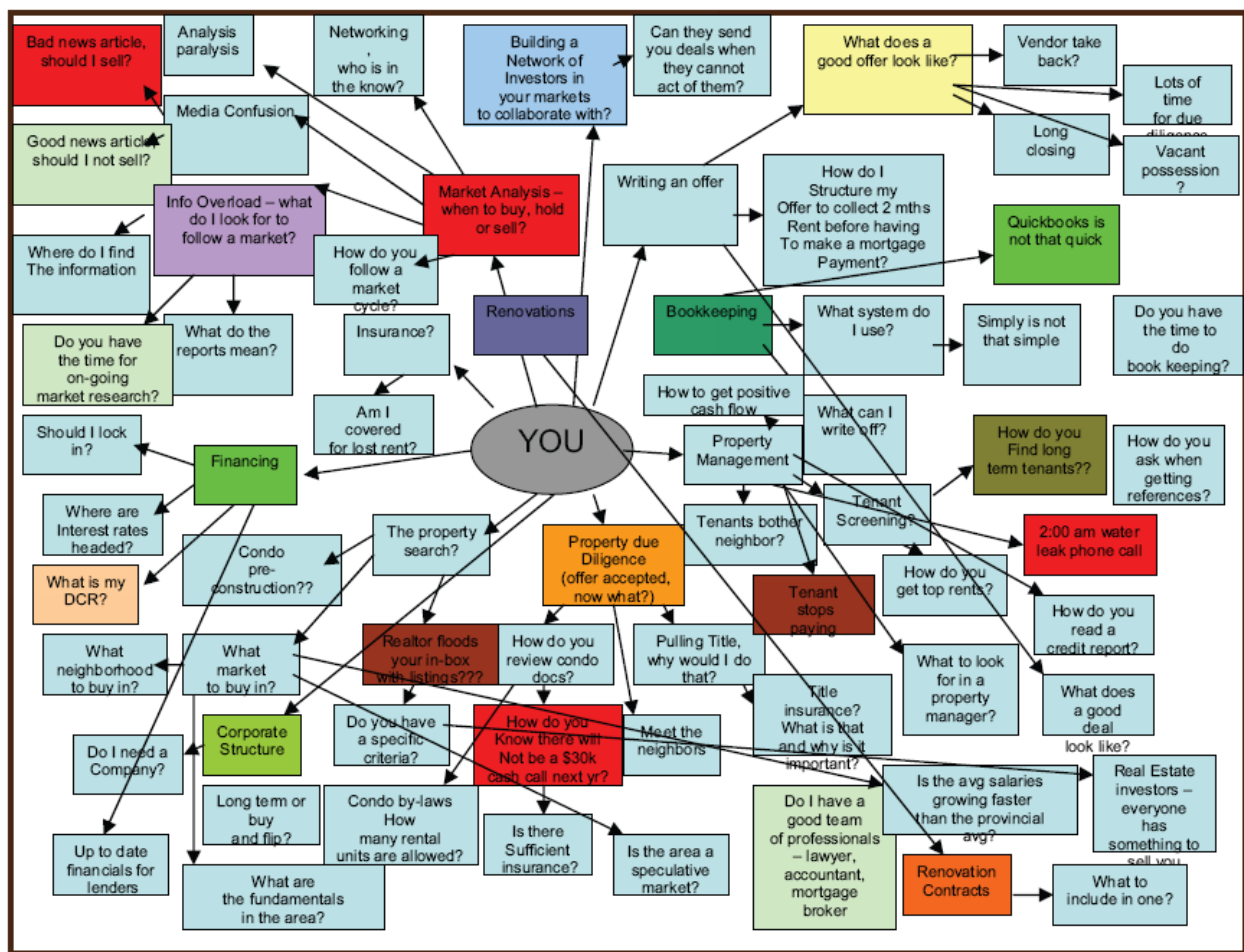 Bad news article,
should I sell?
Analysis
paralysis
Networking
,
who is in
the know?
Building a
Network of
Investors in
your markets
to collaborate with?
Can they send
you deals when
they cannot
act of them?
What does a
good offer look like?
Vendor take
back?
Lots of
time
for due
diligence
Media Confusion
Good news article,
should I not sell?
Long
closing
Vacant
possession
?
Info Overload – what
do I look for to
follow a market?
Market Analysis –
when to buy, hold
or sell?
Writing an offer
How do I
Structure my
Offer to collect 2 mths
Rent before having
To make a mortgage
Payment?
Quickbooks is
not that quick
Where do I find
The information
How do you
follow a
market
cycle?
Renovations
Bookkeeping
What system do
I use?
Simply is not
that simple
Do you have
the time to
do
book keeping?
Do you have
the time for
on-going
market research?
What do the
reports mean?
Insurance?
Am I
covered
for lost rent?
YOU
How to get positive
cash flow
What can I
write off?
Property
Management
How do you
Find long
term tenants??
How do you
ask when
getting
references?
Should I lock
in?
Financing
Where are
Interest rates
headed?
Condo
pre-
construction??
The property
search?
Property due
Diligence
(offer accepted,
now what?)
Tenants bother
neighbor?
Tenant
Screening?
2:00 am water
leak phone call
What is my
DCR?
Tenant
stops
paying
How do you
get top rents?
How do you
read a
credit report?
What
neighborhood
to buy in?
What
market
to buy in?
Realtor floods
your in-box
with listings???
How do you
review condo
docs?
Pulling Title,
why would I do
that?
What to look
for in a
property
manager?
What does
a good
deal
look like?
Corporate
Structure
Do you have
a specific
criteria?
How do you
Know there will
Not be a $30k
cash call next yr?
Meet the
neighbors
Title
insurance?
What is that
and why is it
important?
Do I need a
Company?
Long term or
buy
and flip?
Condo by-laws
How
many rental
units are allowed?
Is there
Sufficient
insurance?
Is the area a
speculative
market?
Do I have a
good team
of professionals
– lawyer,
accountant,
mortgage
broker
Is the avg salaries
growing faster
than the provincial
avg?
Real Estate
investors –
everyone
has
something to
sell you
Up to date
financials for
lenders
What are
the fundamentals
in the area?
Renovation
Contracts
What to
include in one?